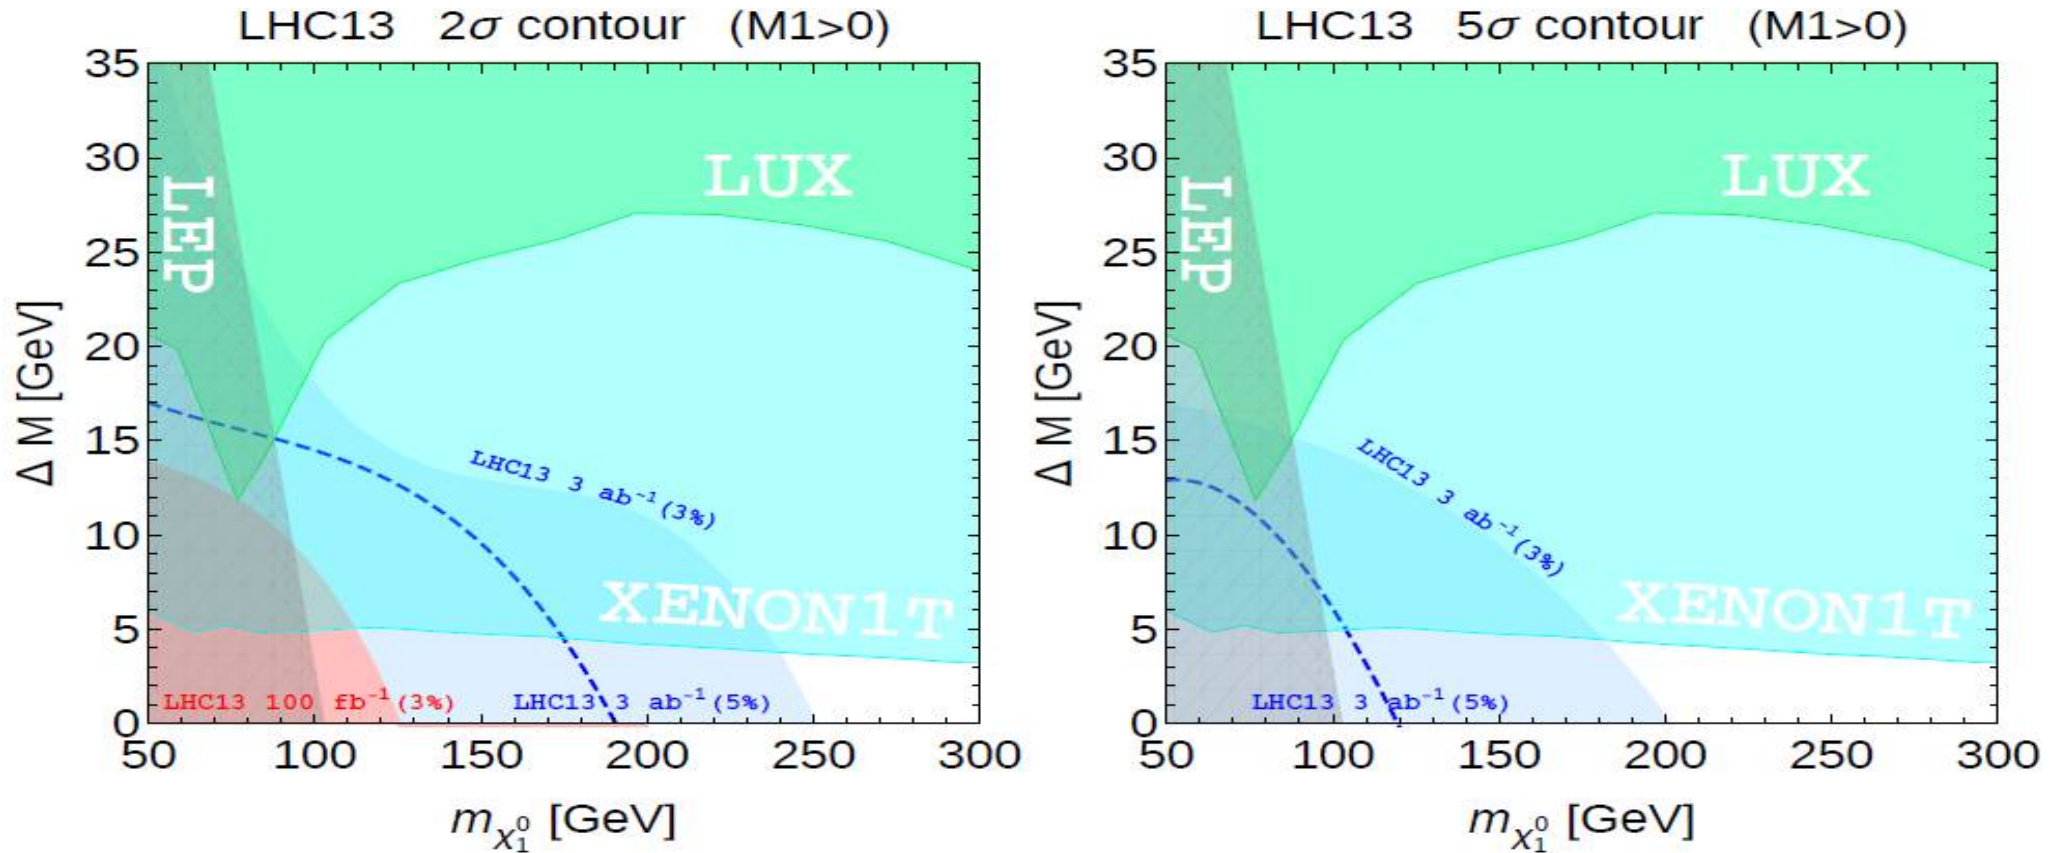 LHC13 2σ contour (M1>0)
35
30
25
20
15
10
5
0
Δ M [GeV]
LEP
LUX
LHC13 3 ab⁻¹(3%)
XENON1T
LHC13 100 fb⁻¹(3%)
LHC13 3 ab⁻¹(5%)
50 100 150 200 250 300
m_χ₁⁰ [GeV]
LHC13 5σ contour (M1>0)
35
30
25
20
15
10
5
0
Δ M [GeV]
LEP
LUX
LHC13 3 ab⁻¹(3%)
XENON1T
LHC13 3 ab⁻¹(5%)
50 100 150 200 250 300
m_χ₁⁰ [GeV]